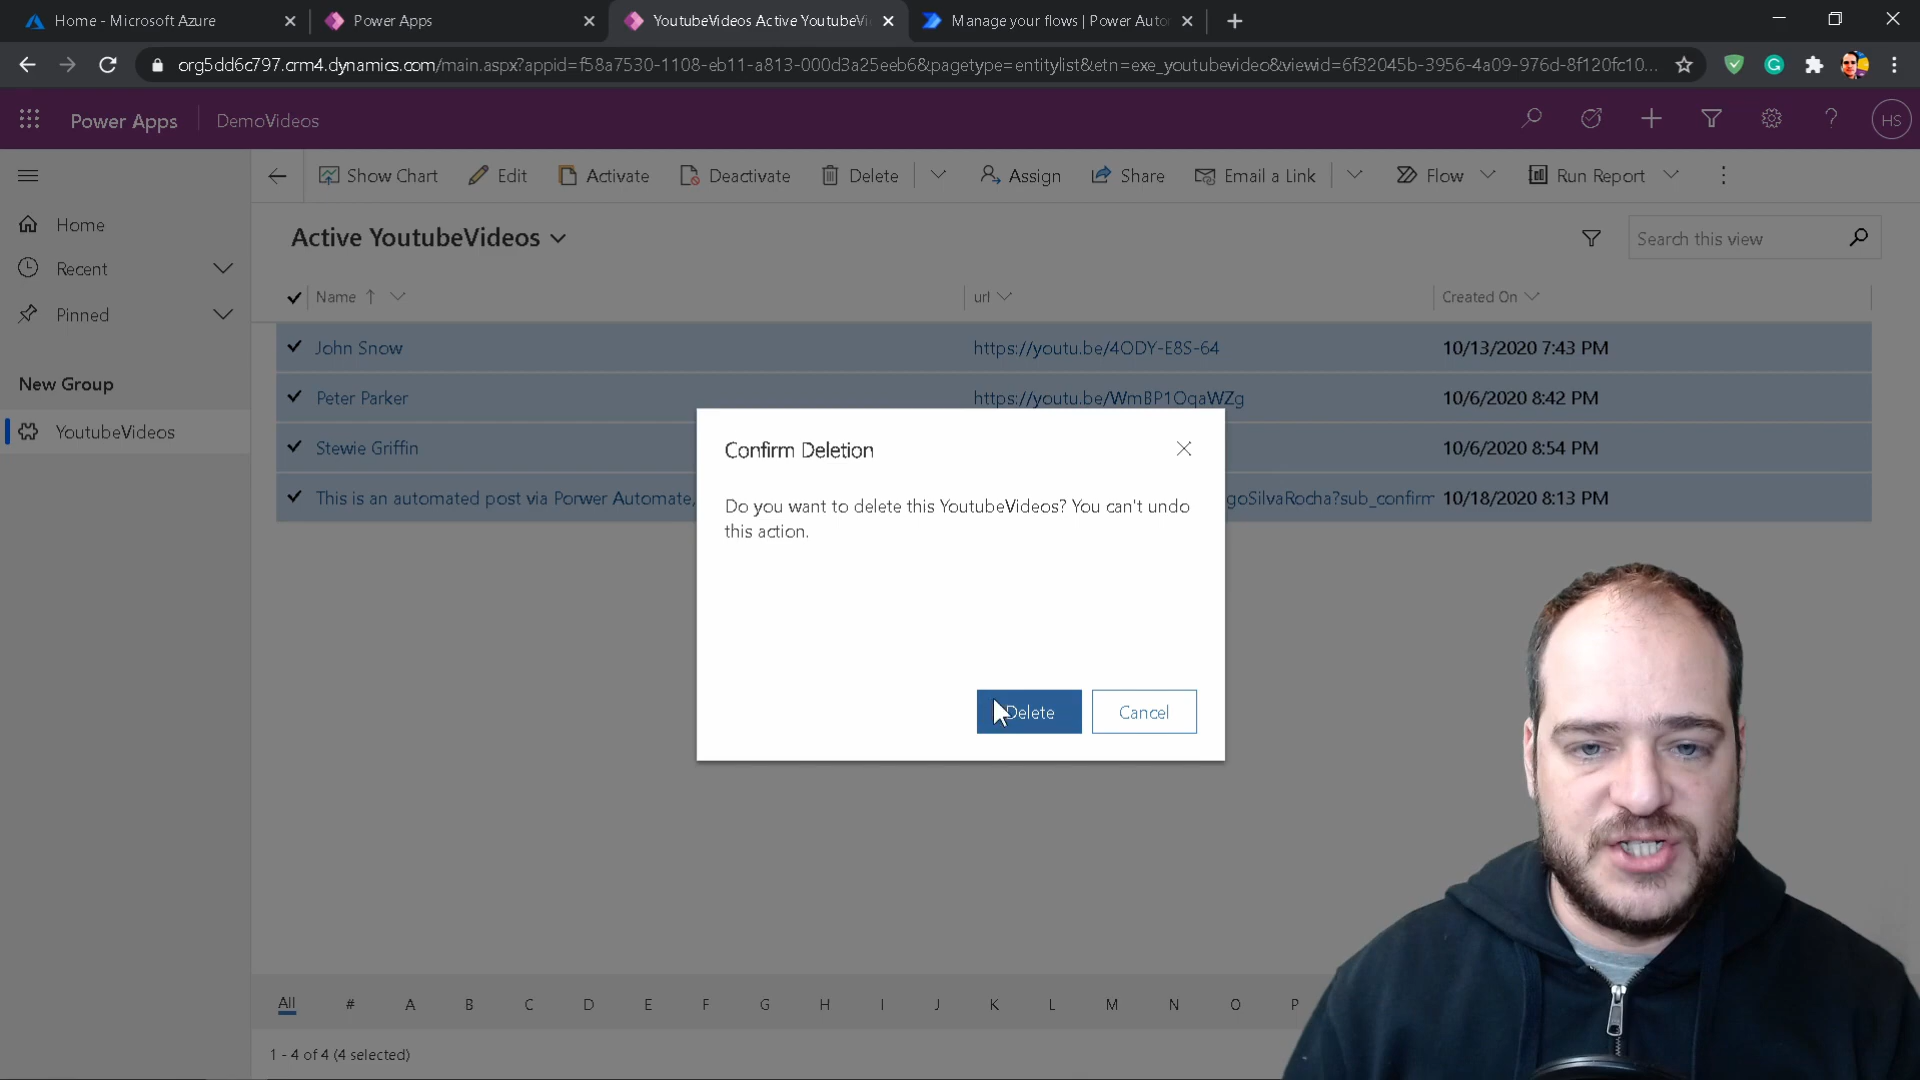 Home - Microsoft Azure
Power Apps
YoutubeVideos Active YoutubeVi
Manage your flows | Power Auto
org5dd6c797.crm4.dynamics.com/main.aspx?appid=f58a7530-1108-eb11-a813-000d3a25eeb6&pagetype=entitylist&etn=exe_youtubevideo&viewid=6f32045b-3956-4a09-976d-8f120fc10...
Power Apps
DemoVideos
HS
Show Chart
Edit
Activate
Deactivate
Delete
Assign
Share
Email a Link
Flow
Run Report
Home
Recent
Pinned
New Group
YoutubeVideos
Active YoutubeVideos
Search this view
Name
url
Created On
John Snow
https://youtu.be/4ODY-E8S-64
10/13/2020 7:43 PM
Peter Parker
https://youtu.be/WmBP1OqaWZg
10/6/2020 8:42 PM
Stewie Griffin
10/6/2020 8:54 PM
This is an automated post via Porwer Automate,
goSilvaRocha?sub_confirm
10/18/2020 8:13 PM
Confirm Deletion
Do you want to delete this YoutubeVideos? You can't undo
this action.
Delete
Cancel
All # A B C D E F G H I J K L M N O P
1 - 4 of 4 (4 selected)